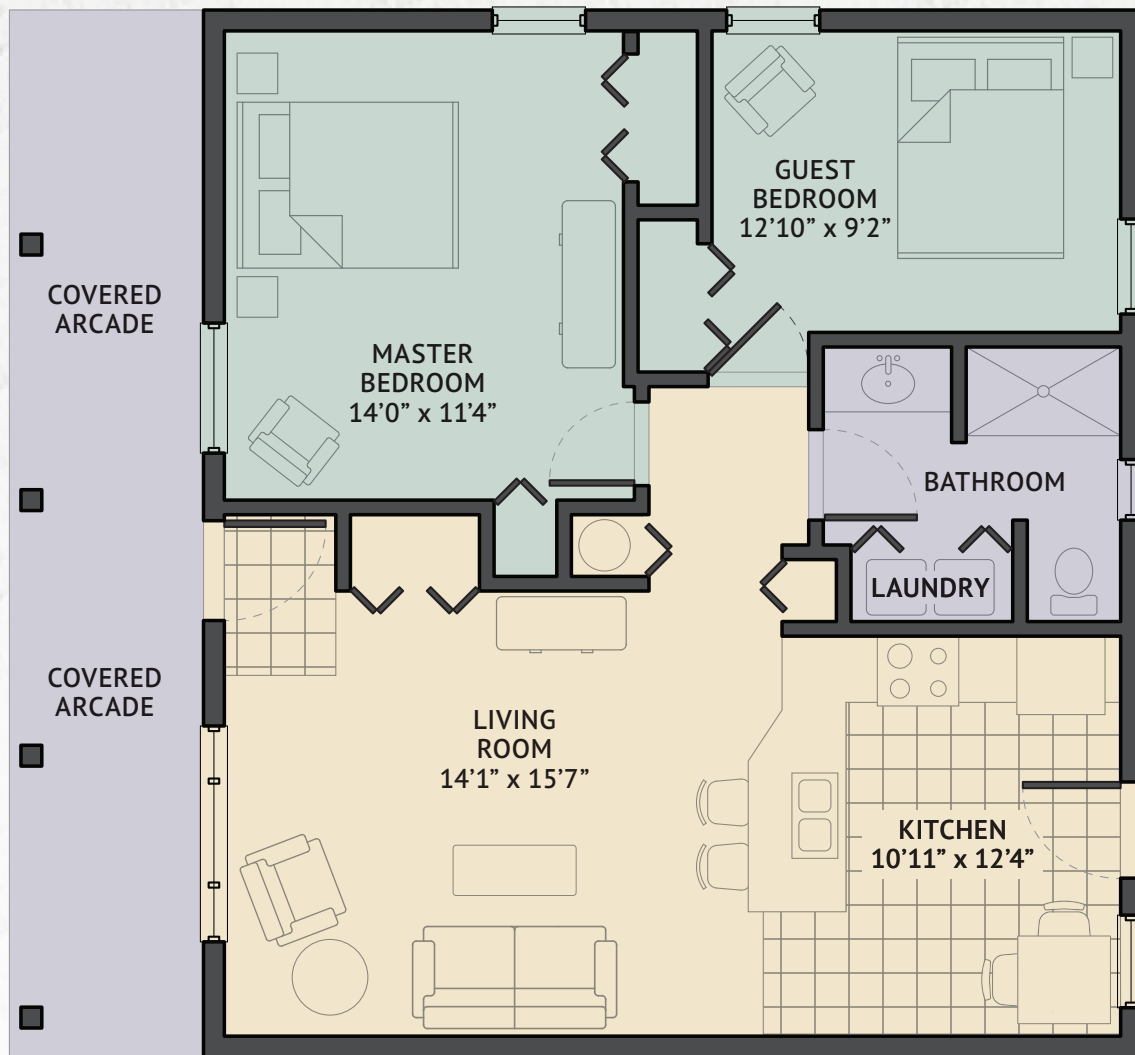 GUEST
BEDROOM
12’10” x 9’2”
COVERED
ARCADE
MASTER
BEDROOM
14’0” x 11’4”
BATHROOM
LAUNDRY
COVERED
ARCADE
LIVING
ROOM
14’1” x 15’7”
KITCHEN
10’11” x 12’4”